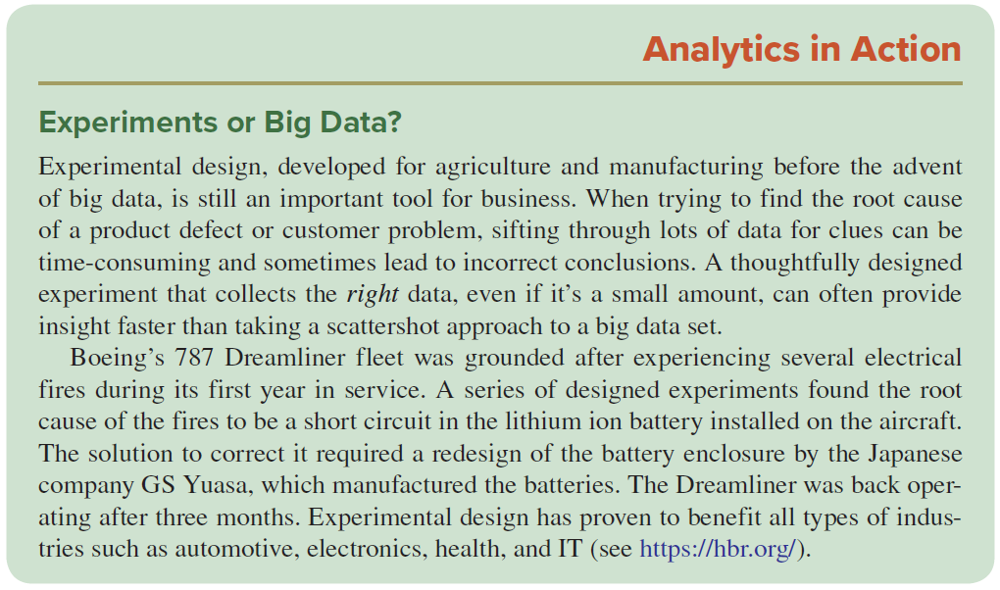 Analytics in Action
Experiments or Big Data?
Experimental design, developed for agriculture and manufacturing before the advent
of big data, is still an important tool for business. When trying to find the root cause
of a product defect or customer problem, sifting through lots of data for clues can be
time-consuming and sometimes lead to incorrect conclusions. A thoughtfully designed
experiment that collects the right data, even if it's a small amount, can often provide
insight faster than taking a scattershot approach to a big data set.
Boeing's 787 Dreamliner fleet was grounded after experiencing several electrical
fires during its first year in service. A series of designed experiments found the root
cause of the fires to be a short circuit in the lithium ion battery installed on the aircraft.
The solution to correct it required a redesign of the battery enclosure by the Japanese
company GS Yuasa, which manufactured the batteries. The Dreamliner was back oper-
ating after three months. Experimental design has proven to benefit all types of indus-
tries such as automotive, electronics, health, and IT (see https://hbr.org/).